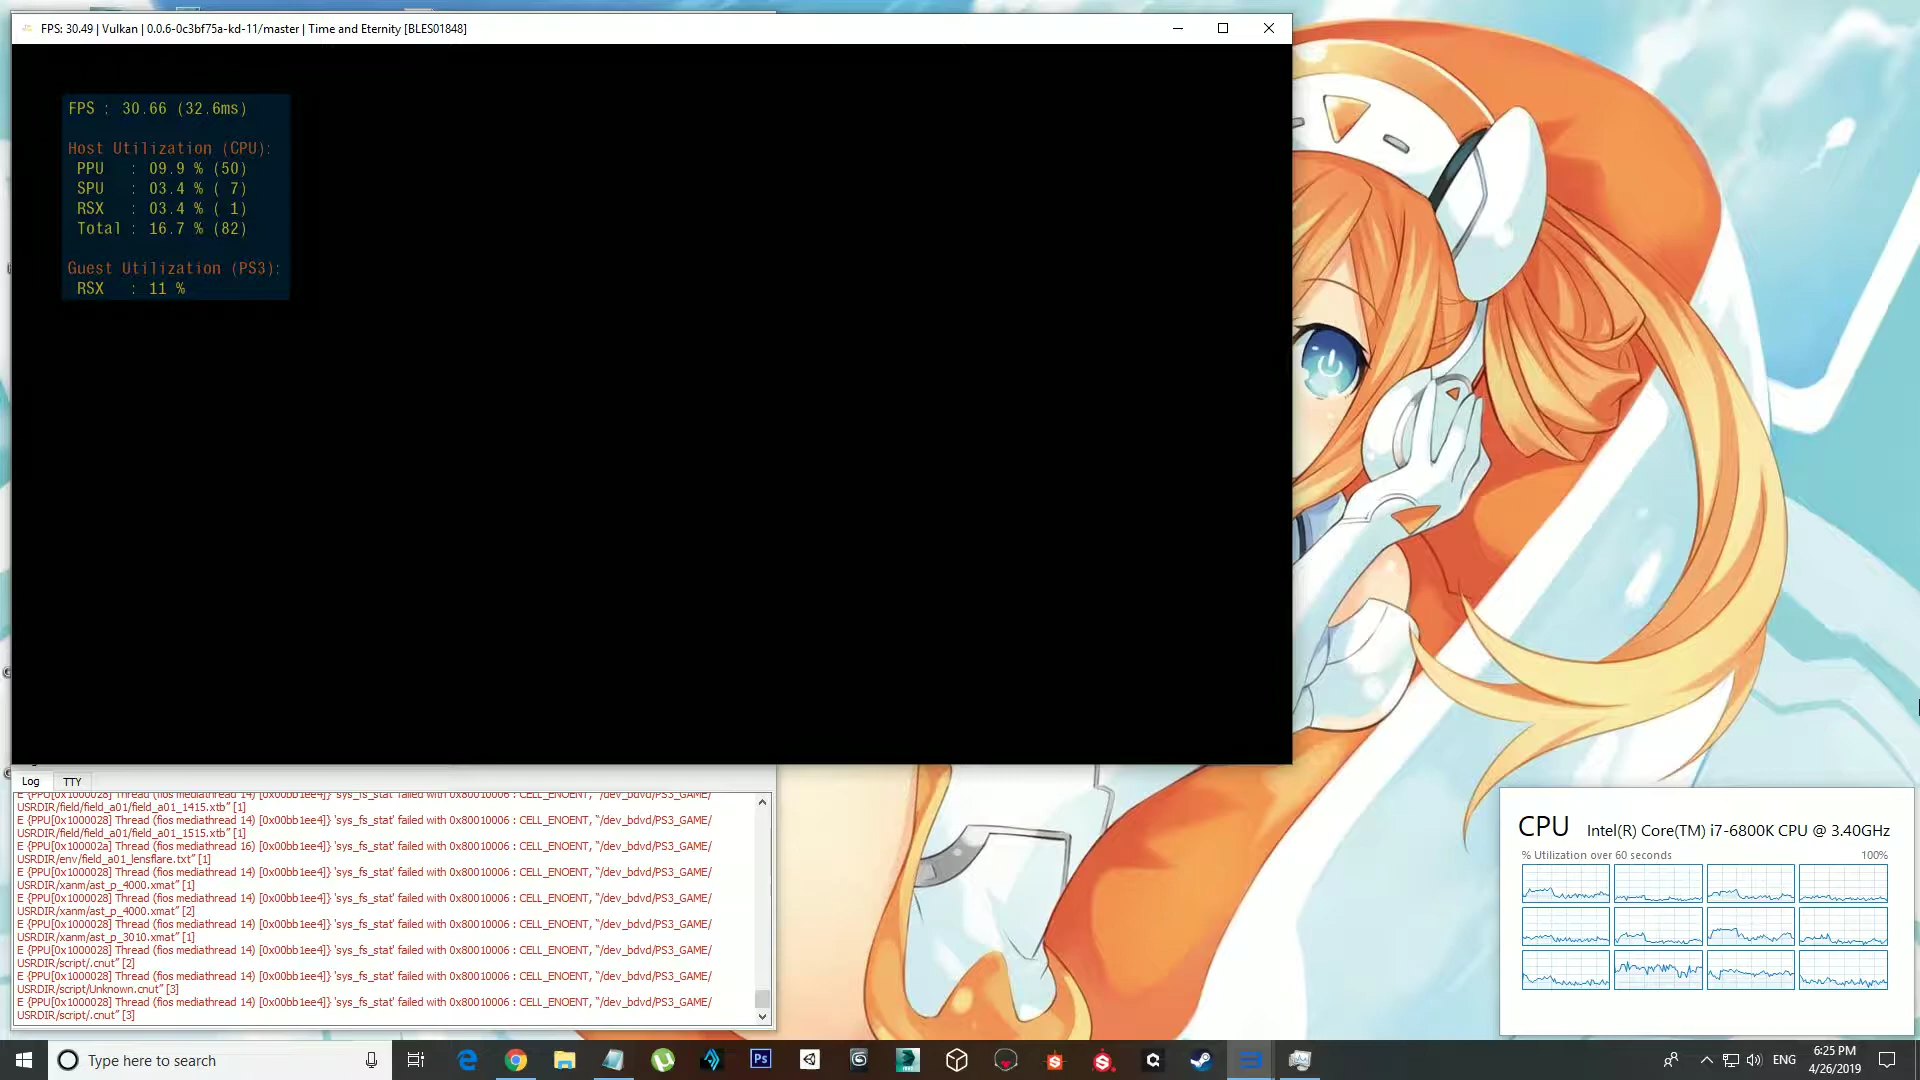 FPS: 30.49 | Vulkan | 0.0.6-0c3bf75a-kd-11/master | Time and Eternity [BLES01848]
FPS : 30.66 (32.6ms)
Host Utilization (CPU):
PPU : 09.9 % (50)
SPU : 03.4 % ( 7)
RSX : 03.4 % ( 1)
Total : 16.7 % (82)
Guest Utilization (PS3):
RSX : 11 %
Log TTY
E {PPU[0x1000028] Thread (fios mediathread 14) [0x00bb1ee4]} 'sys_fs_stat' failed with 0x80010006 : CELL_ENOENT, “/dev_bdvd/PS3_GAME/
USRDIR/field/field_a01/field_a01_1415.xtb” [1]
E {PPU[0x1000028] Thread (fios mediathread 14) [0x00bb1ee4]} 'sys_fs_stat' failed with 0x80010006 : CELL_ENOENT, “/dev_bdvd/PS3_GAME/
USRDIR/field/field_a01/field_a01_1515.xtb” [1]
E {PPU[0x100002a] Thread (fios mediathread 16) [0x00bb1ee4]} 'sys_fs_stat' failed with 0x80010006 : CELL_ENOENT, “/dev_bdvd/PS3_GAME/
USRDIR/env/field_a01_lensflare.txt” [1]
E {PPU[0x1000028] Thread (fios mediathread 14) [0x00bb1ee4]} 'sys_fs_stat' failed with 0x80010006 : CELL_ENOENT, “/dev_bdvd/PS3_GAME/
USRDIR/xanm/ast_p_4000.xmat” [1]
E {PPU[0x1000028] Thread (fios mediathread 14) [0x00bb1ee4]} 'sys_fs_stat' failed with 0x80010006 : CELL_ENOENT, “/dev_bdvd/PS3_GAME/
USRDIR/xanm/ast_p_4000.xmat” [2]
E {PPU[0x1000028] Thread (fios mediathread 14) [0x00bb1ee4]} 'sys_fs_stat' failed with 0x80010006 : CELL_ENOENT, “/dev_bdvd/PS3_GAME/
USRDIR/xanm/ast_p_3010.xmat” [1]
E {PPU[0x1000028] Thread (fios mediathread 14) [0x00bb1ee4]} 'sys_fs_stat' failed with 0x80010006 : CELL_ENOENT, “/dev_bdvd/PS3_GAME/
USRDIR/script/.cnut” [2]
E {PPU[0x1000028] Thread (fios mediathread 14) [0x00bb1ee4]} 'sys_fs_stat' failed with 0x80010006 : CELL_ENOENT, “/dev_bdvd/PS3_GAME/
USRDIR/script/Unknown.cnut” [3]
E {PPU[0x1000028] Thread (fios mediathread 14) [0x00bb1ee4]} 'sys_fs_stat' failed with 0x80010006 : CELL_ENOENT, “/dev_bdvd/PS3_GAME/
USRDIR/script/.cnut” [3]
CPU Intel(R) Core(TM) i7-6800K CPU @ 3.40GHz
% Utilization over 60 seconds 100%
Type here to search
Ps
ENG
6:25 PM
4/26/2019